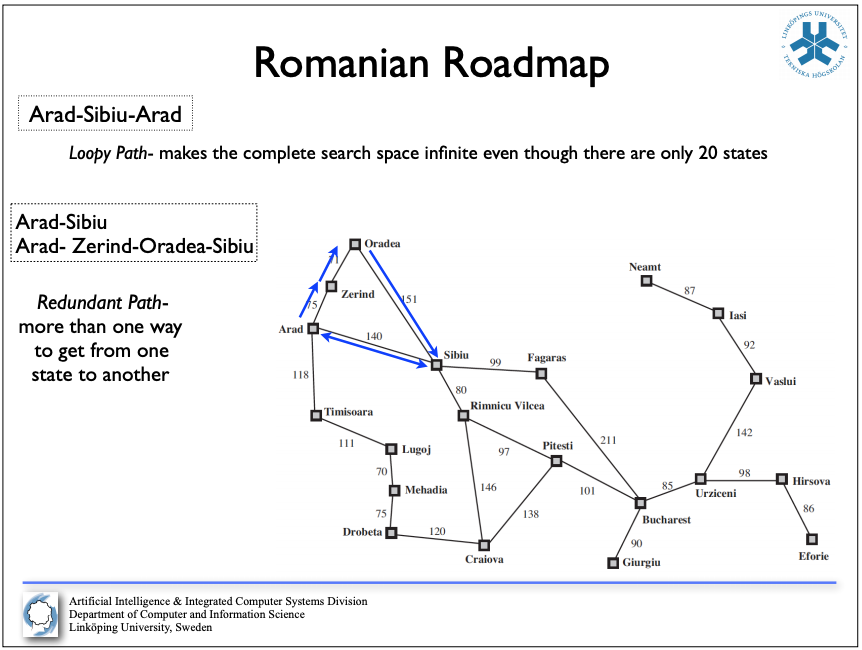 LINKÖPINGS UNIVERSITET
TEKNISKA HÖGSKOLAN
Romanian Roadmap
Arad-Sibiu-Arad
Loopy Path- makes the complete search space infinite even though there are only 20 states
Arad-Sibiu
Arad- Zerind-Oradea-Sibiu
Redundant Path-
more than one way
to get from one
state to another
Oradea
71
Neamt
Zerind
87
75
151
Iasi
Arad
140
92
Sibiu
99
Fagaras
118
Vaslui
80
Timisoara
Rimnicu Vilcea
142
111
Lugoj
97
Pitesti
211
70
98
Hirsova
146
85
Mehadia
101
Urziceni
75
138
86
Bucharest
Drobeta
120
90
Craiova
Giurgiu
Eforie
Artificial Intelligence & Integrated Computer Systems Division
Department of Computer and Information Science
Linköping University, Sweden